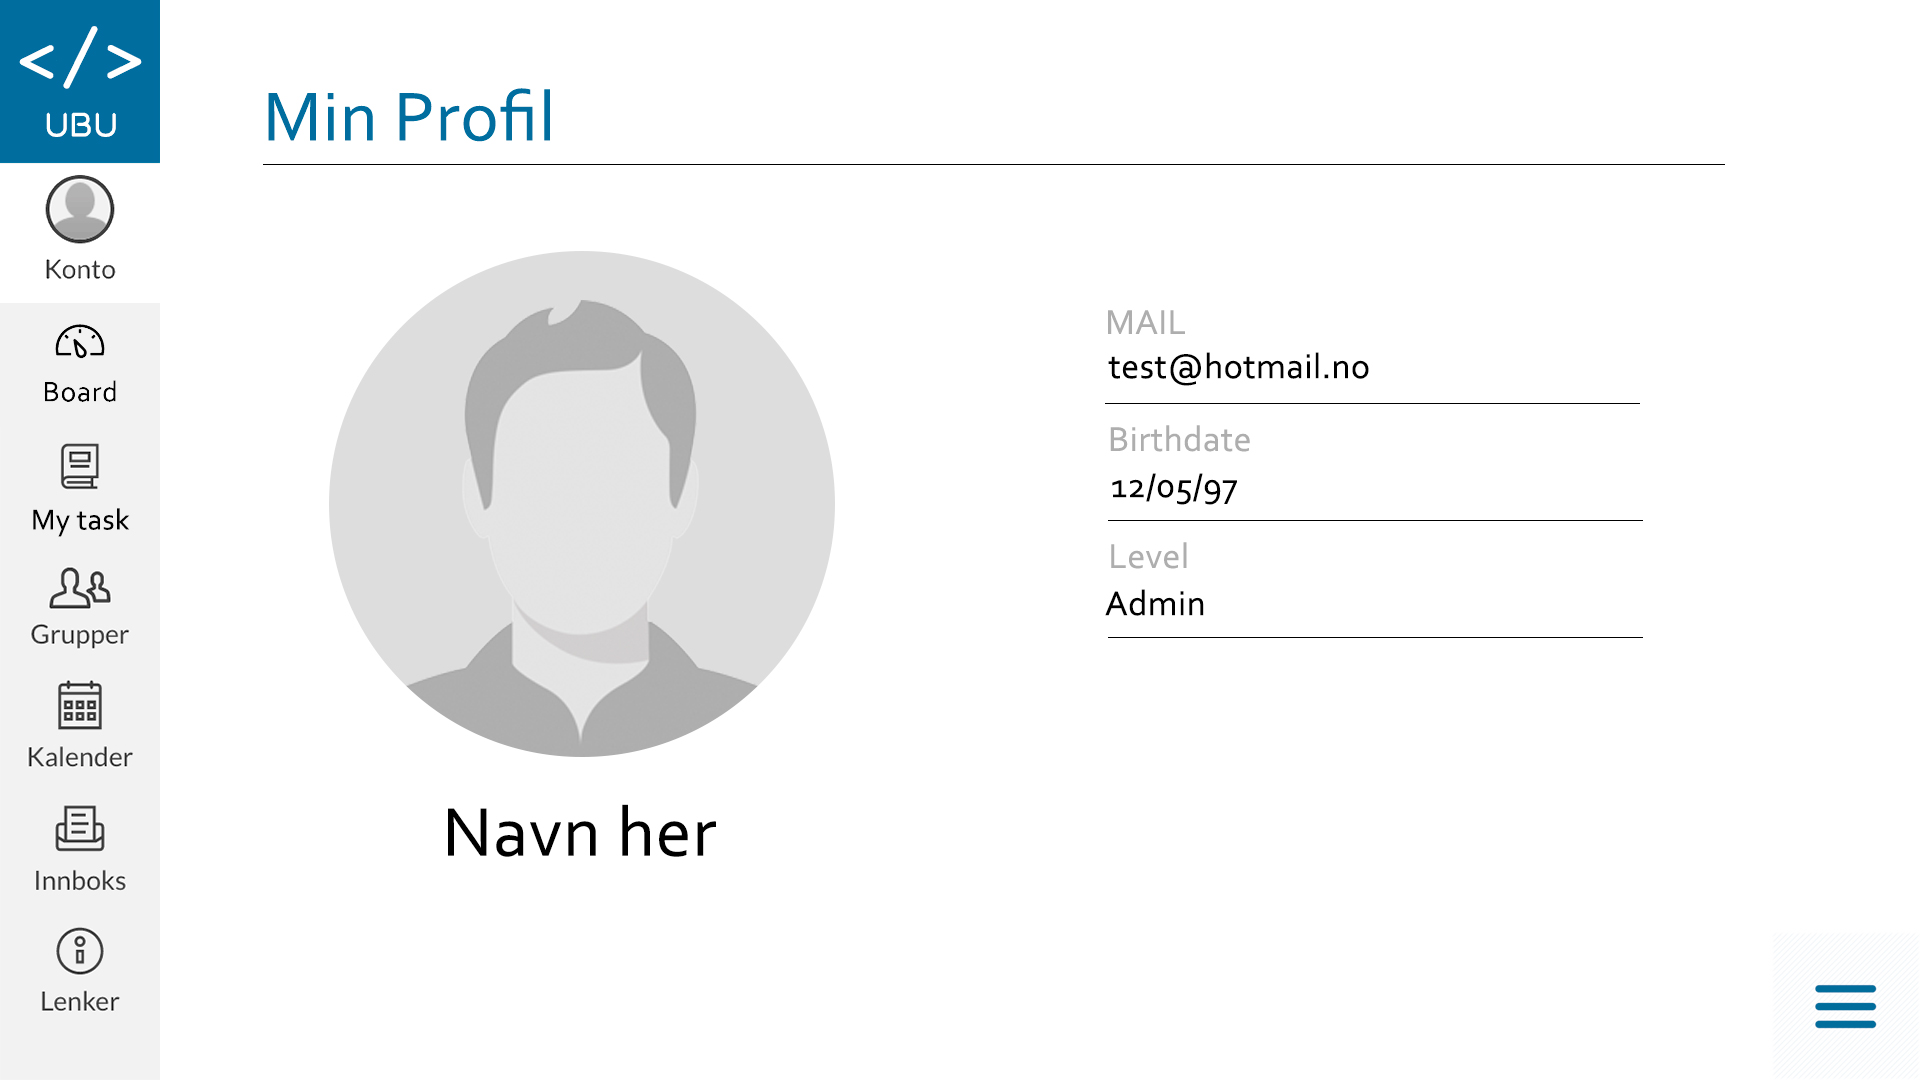 </>
UBU
Konto
Board
My task
Grupper
Kalender
Innboks
Lenker
Min Profil
Navn her
MAIL
test@hotmail.no
Birthdate
12/05/97
Level
Admin